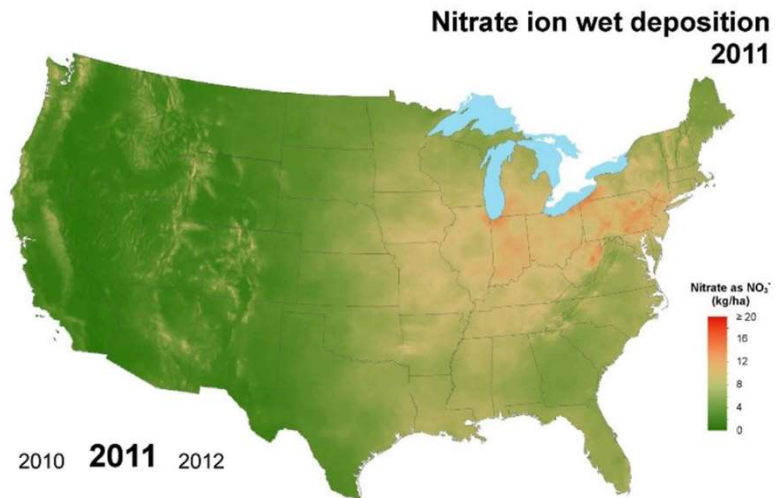 Nitrate ion wet deposition
2011
Nitrate as NO₃⁻
(kg/ha)
≥ 20
16
12
8
4
0
2010 2011 2012